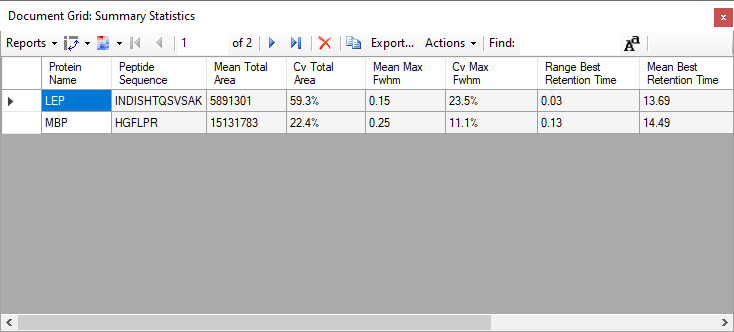 Document Grid: Summary Statistics
x
Reports 1 of 2 Export... Actions Find: Aa
Protein Name Peptide Sequence Mean Total Area Cv Total Area Mean Max Fwhm Cv Max Fwhm Range Best Retention Time Mean Best Retention Time
LEP INDISHTQSVSAK 5891301 59.3% 0.15 23.5% 0.03 13.69
MBP HGFLPR 15131783 22.4% 0.25 11.1% 0.13 14.49